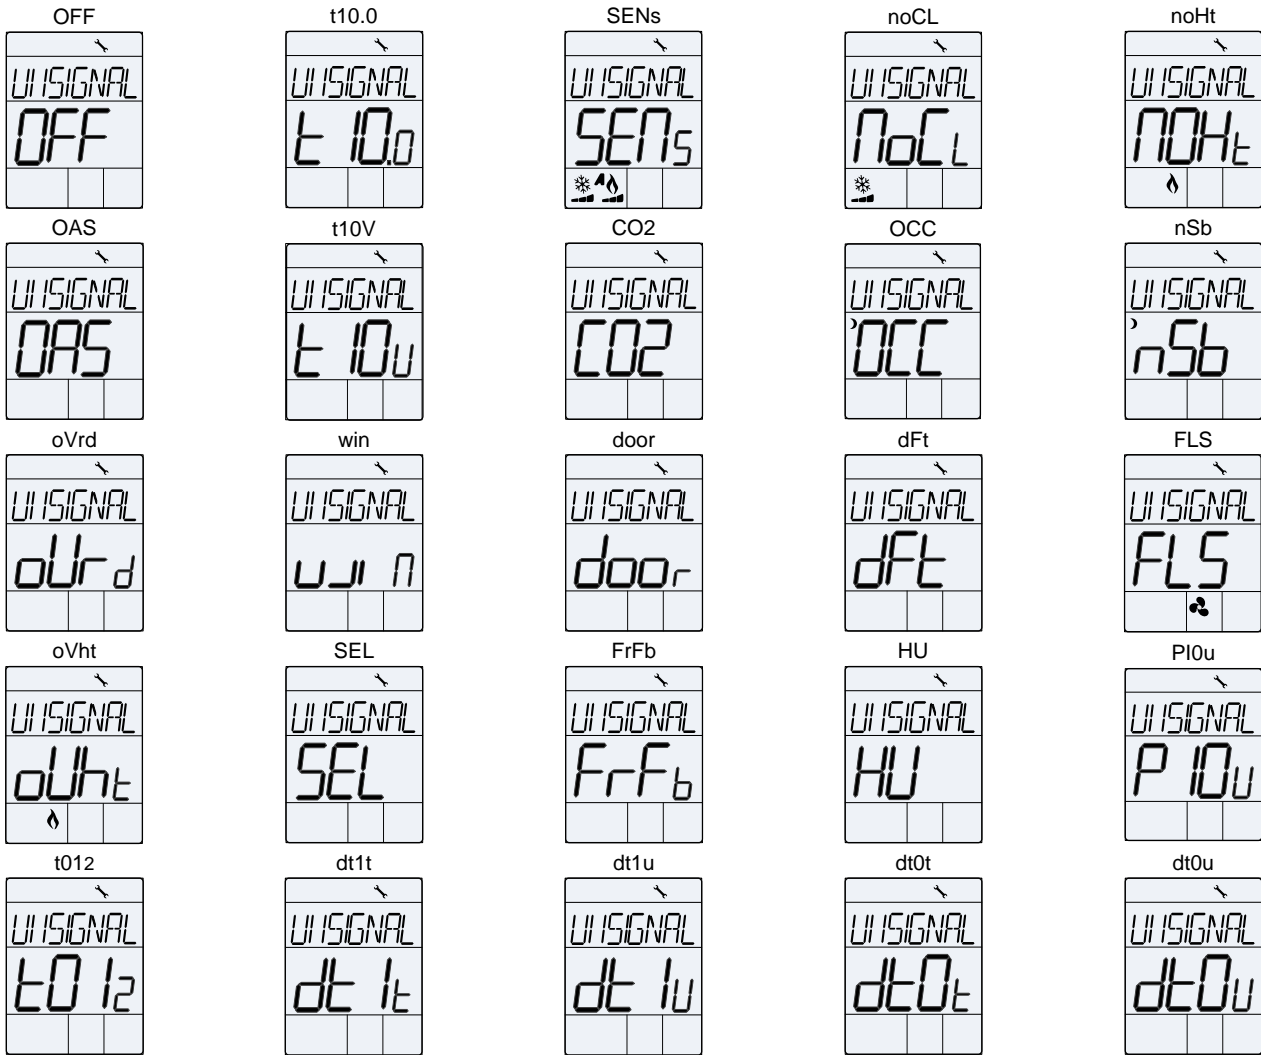 OFF t10.0 SENs noCL noHt
UI1SIGNAL UI1SIGNAL UI1SIGNAL UI1SIGNAL UI1SIGNAL
OFF t10.0 SENs noCL nOHt
A
OAS t10V CO2 OCC nSb
UI1SIGNAL UI1SIGNAL UI1SIGNAL UI1SIGNAL UI1SIGNAL
OAS t10u CO2 OCC nSb
oVrd win door dFt FLS
UI1SIGNAL UI1SIGNAL UI1SIGNAL UI1SIGNAL UI1SIGNAL
oUrd win door dFt FLS
oVht SEL FrFb HU PI0u
UI1SIGNAL UI1SIGNAL UI1SIGNAL UI1SIGNAL UI1SIGNAL
oUht SEL FrFb HU P10u
t012 dt1t dt1u dt0t dt0u
UI1SIGNAL UI1SIGNAL UI1SIGNAL UI1SIGNAL UI1SIGNAL
t012 dt1t dt1u dt0t dt0u